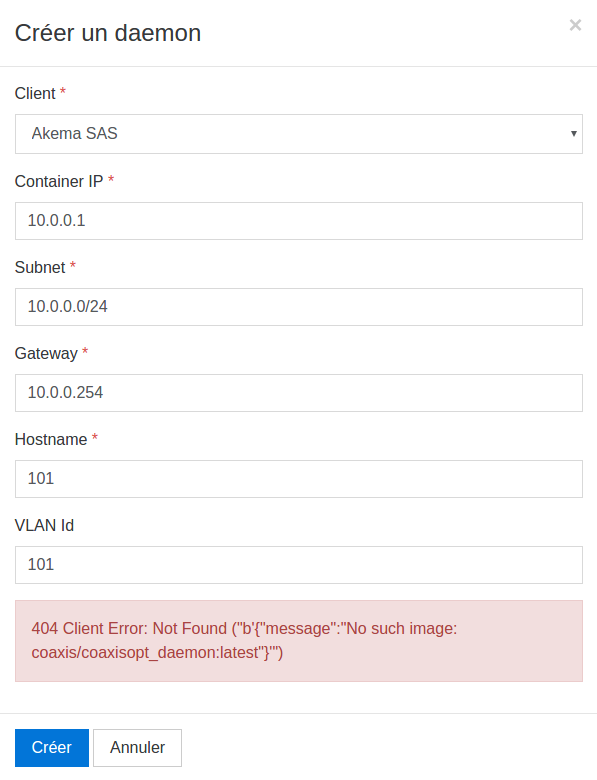 Créer un daemon
×
Client *
Akema SAS
Container IP *
10.0.0.1
Subnet *
10.0.0.0/24
Gateway *
10.0.0.254
Hostname *
101
VLAN Id
101
404 Client Error: Not Found ("b'{"message":"No such image:
coaxis/coaxisopt_daemon:latest"}'")
Créer
Annuler